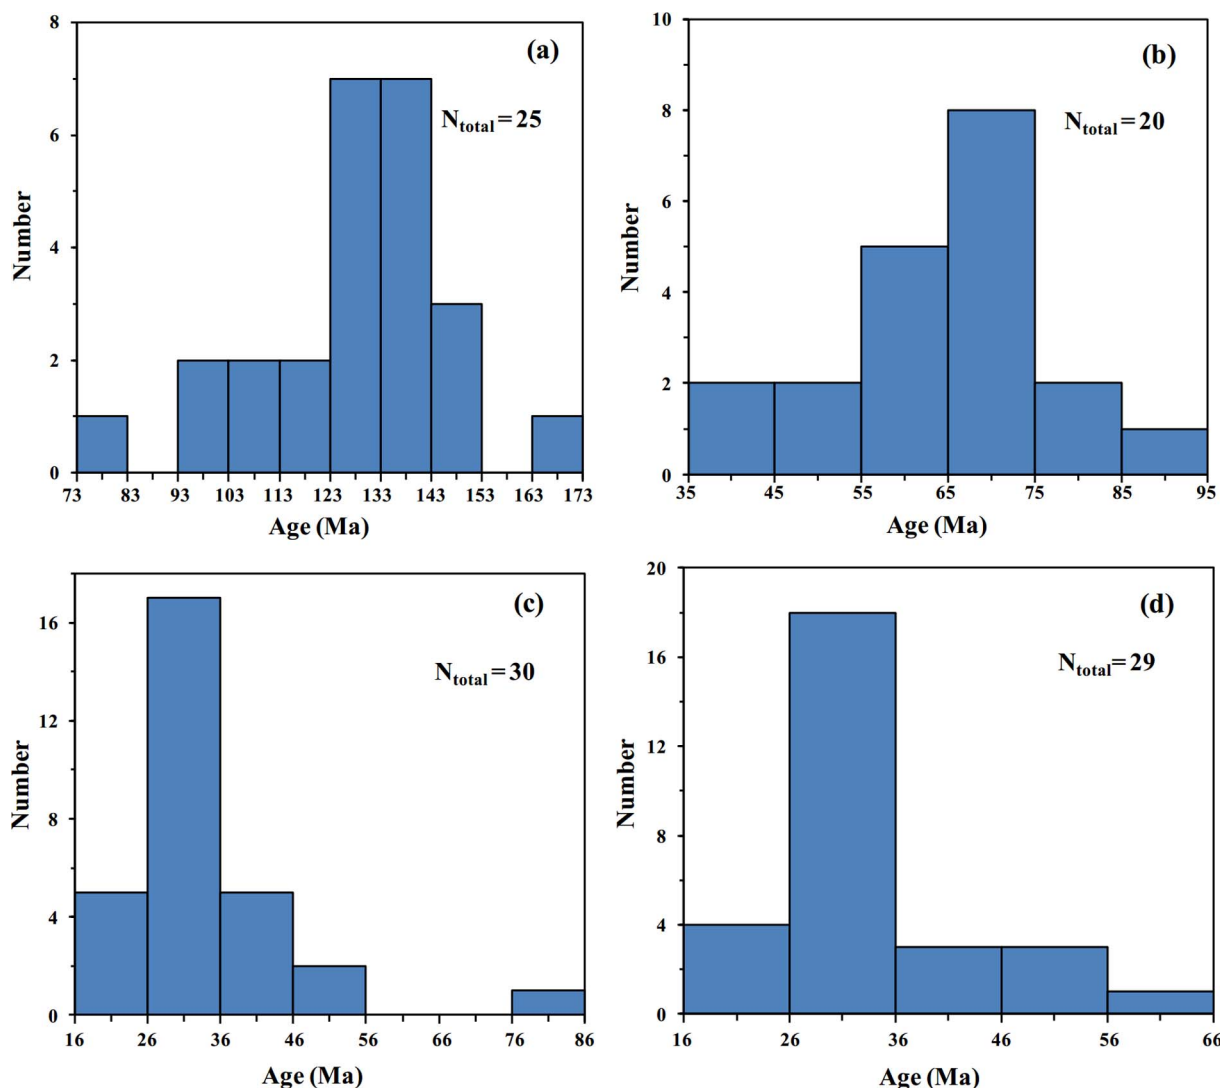 (a)
N_total = 25
8
6
4
2
0
Number
73 83 93 103 113 123 133 143 153 163 173
Age (Ma)
(b)
N_total = 20
10
8
6
4
2
0
Number
35 45 55 65 75 85 95
Age (Ma)
(c)
N_total = 30
16
12
8
4
0
Number
16 26 36 46 56 66 76 86
Age (Ma)
(d)
N_total = 29
20
16
12
8
4
0
Number
16 26 36 46 56 66
Age (Ma)